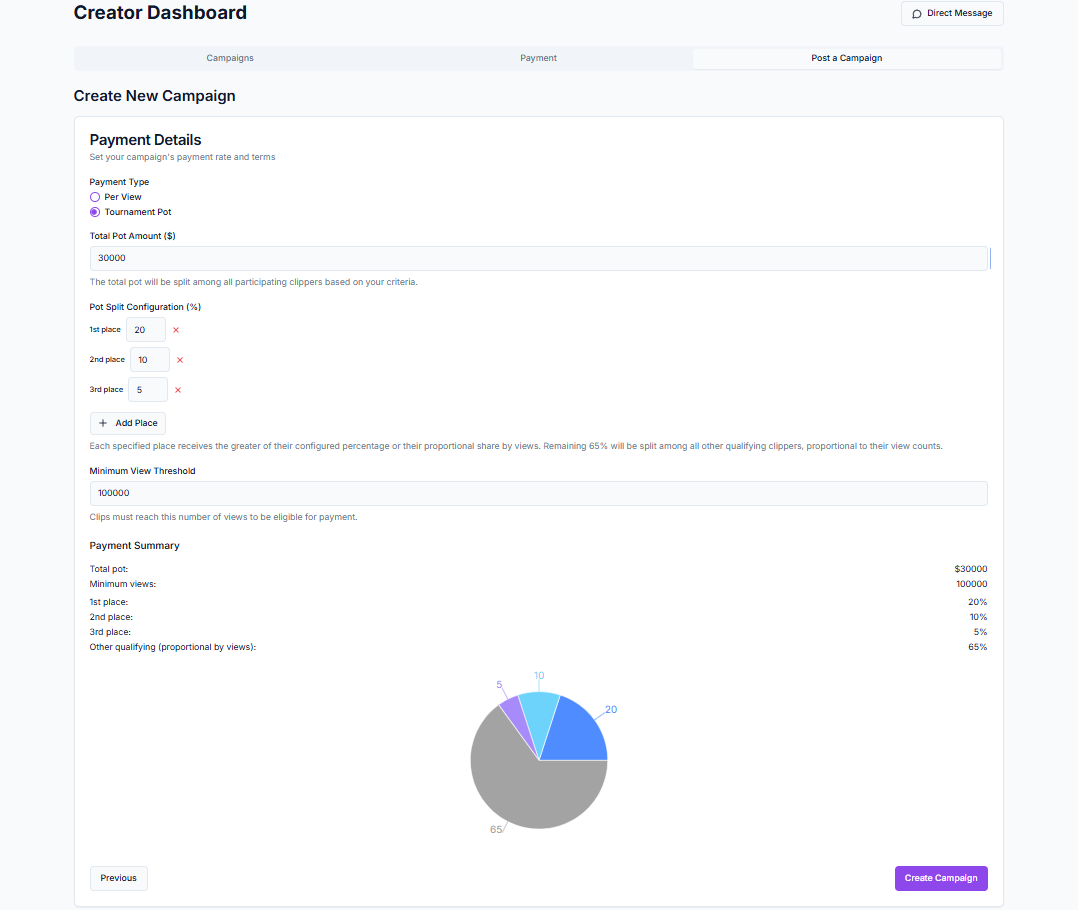 Creator Dashboard
Direct Message
Campaigns
Payment
Post a Campaign
Create New Campaign
Payment Details
Set your campaign's payment rate and terms
Payment Type
Per View
Tournament Pot
Total Pot Amount ($)
30000
The total pot will be split among all participating clippers based on your criteria.
Pot Split Configuration (%)
1st place 20 ×
2nd place 10 ×
3rd place 5 ×
+ Add Place
Each specified place receives the greater of their configured percentage or their proportional share by views. Remaining 65% will be split among all other qualifying clippers, proportional to their view counts.
Minimum View Threshold
100000
Clips must reach this number of views to be eligible for payment.
Payment Summary
Total pot: $30000
Minimum views: 100000
1st place: 20%
2nd place: 10%
3rd place: 5%
Other qualifying (proportional by views): 65%
10
5
20
65
Previous
Create Campaign